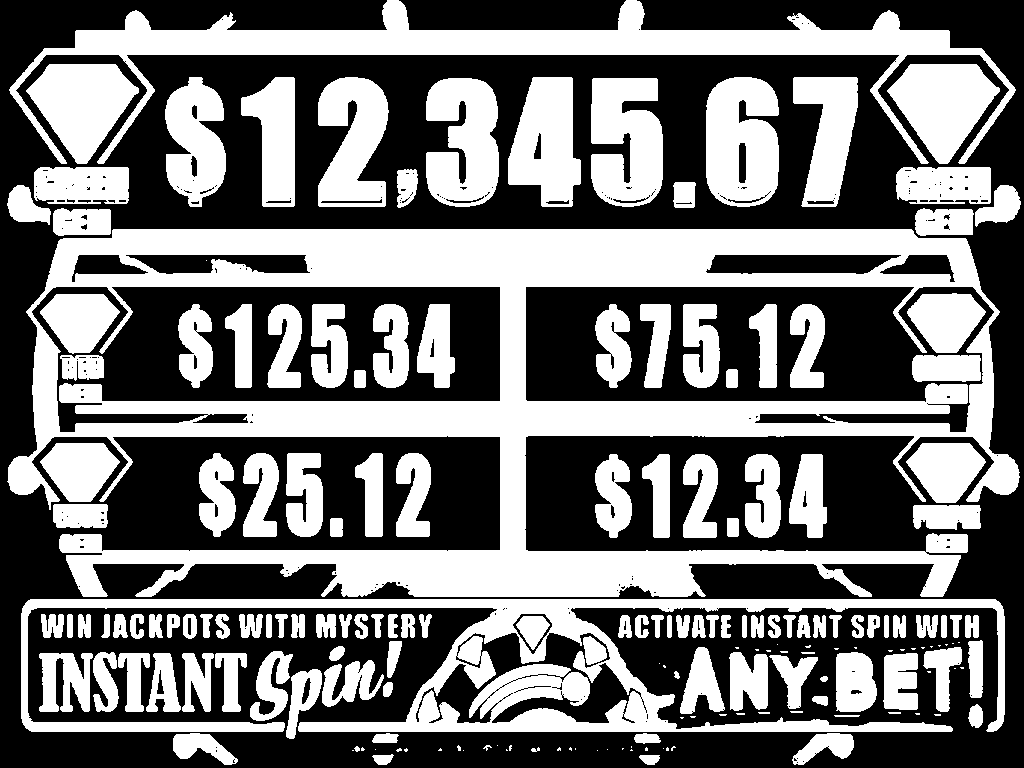 $12,345.67
GREEN GEM
GREEN GEM
$125.34
$75.12
RED GEM
GEM
$25.12
$12.34
BLUE GEM
GEM
WIN JACKPOTS WITH MYSTERY
INSTANT Spin!
ACTIVATE INSTANT SPIN WITH
ANY BET!